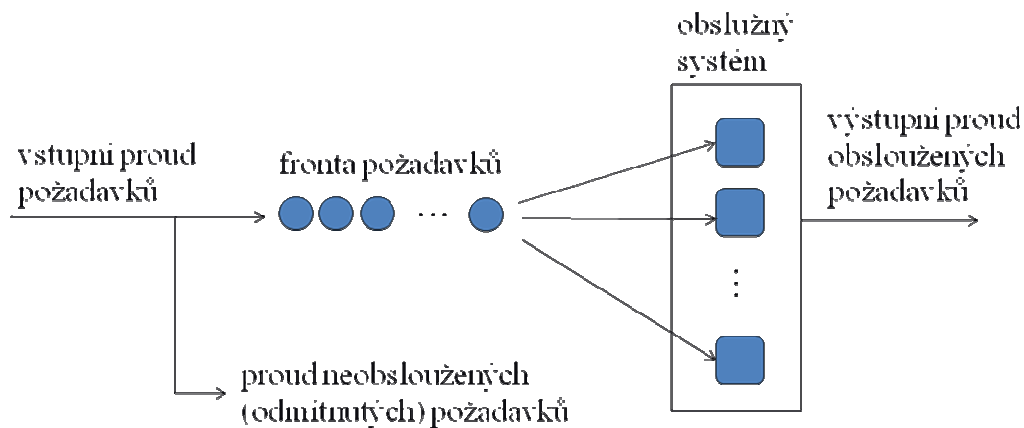 obslužný
systém
vstupní proud
požadavků
fronta požadavků
...
výstupní proud
obsloužených
požadavků
proud neobsloužených
(odmítnutých) požadavků